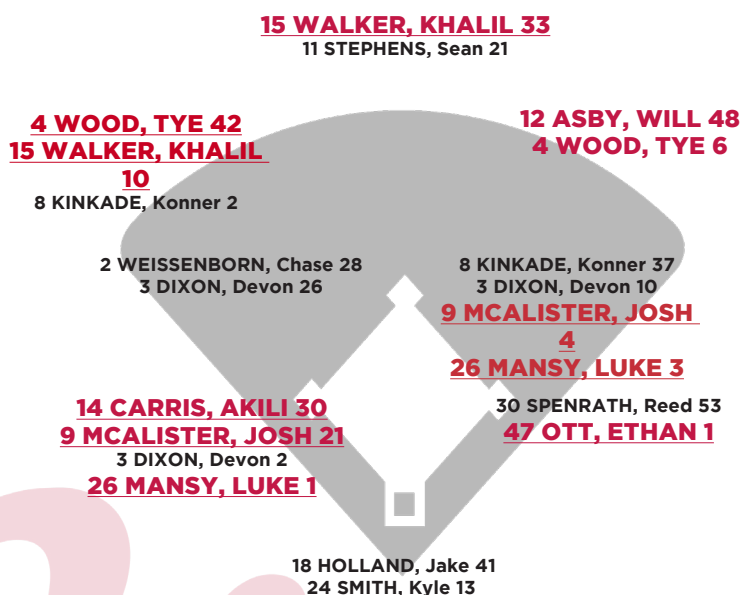 15 WALKER, KHALIL 33
11 STEPHENS, Sean 21
4 WOOD, TYE 42
15 WALKER, KHALIL
10
8 KINKADE, Konner 2
12 ASBY, WILL 48
4 WOOD, TYE 6
2 WEISSENBORN, Chase 28
3 DIXON, Devon 26
8 KINKADE, Konner 37
3 DIXON, Devon 10
9 MCALISTER, JOSH
4
26 MANSY, LUKE 3
14 CARRIS, AKILI 30
9 MCALISTER, JOSH 21
3 DIXON, Devon 2
26 MANSY, LUKE 1
30 SPENRATH, Reed 53
47 OTT, ETHAN 1
18 HOLLAND, Jake 41
24 SMITH, Kyle 13